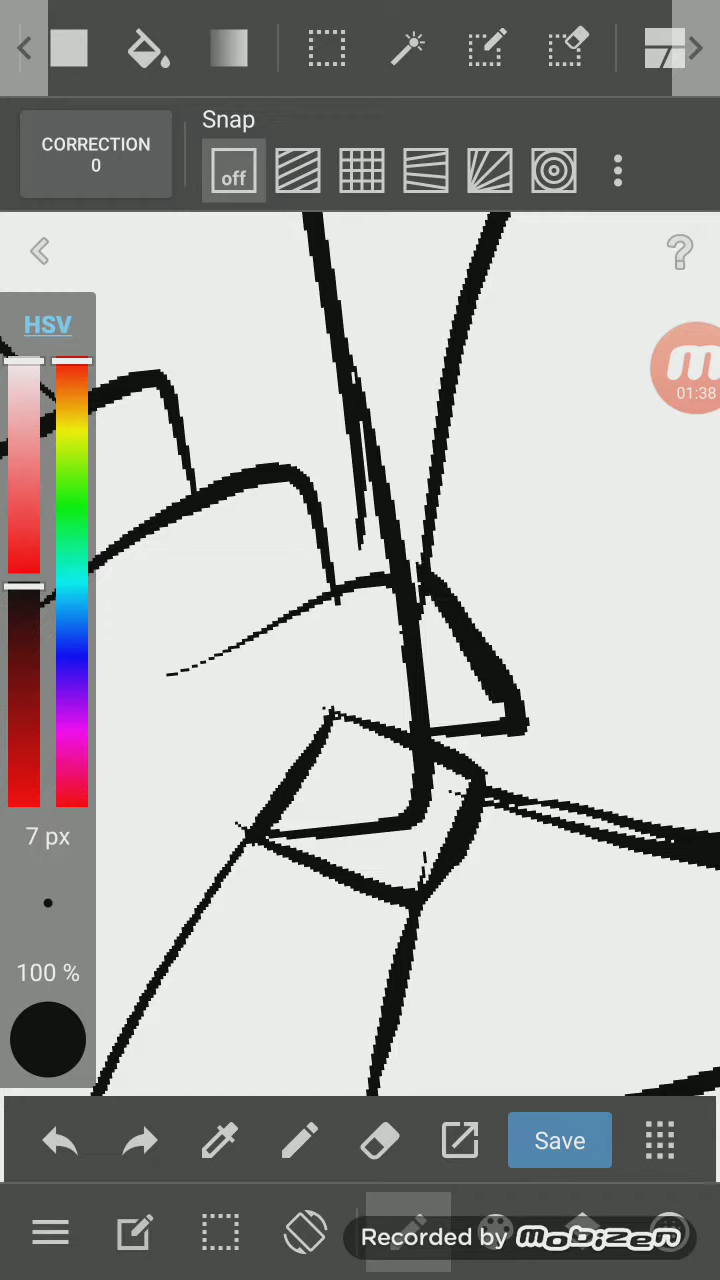 CORRECTION
0
Snap
off
HSV
01:38
7 px
100 %
Save
Recorded by mobizen